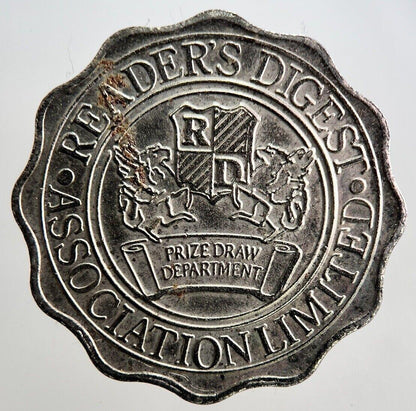 • READER'S DIGEST •
ASSOCIATION LIMITED
R
D
PRIZE DRAW
DEPARTMENT